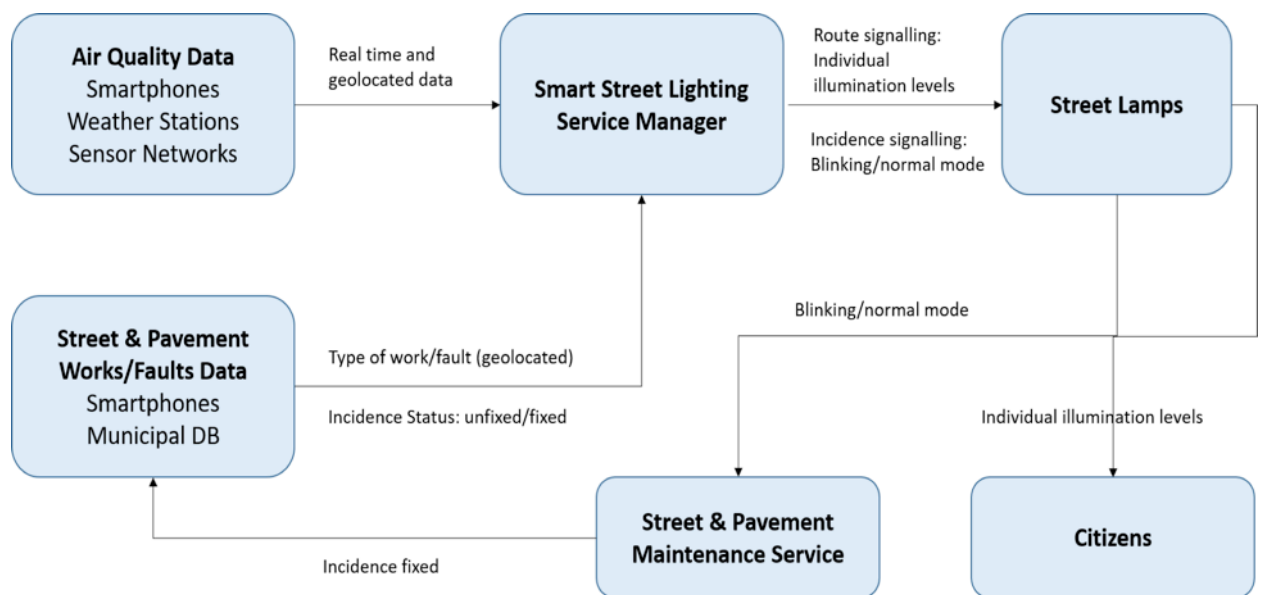 Air Quality Data
Smartphones
Weather Stations
Sensor Networks
Real time and
geolocated data
Smart Street Lighting
Service Manager
Route signalling:
Individual
illumination levels
Incidence signalling:
Blinking/normal mode
Street Lamps
Street & Pavement
Works/Faults Data
Smartphones
Municipal DB
Type of work/fault (geolocated)
Incidence Status: unfixed/fixed
Blinking/normal mode
Individual illumination levels
Street & Pavement
Maintenance Service
Citizens
Incidence fixed